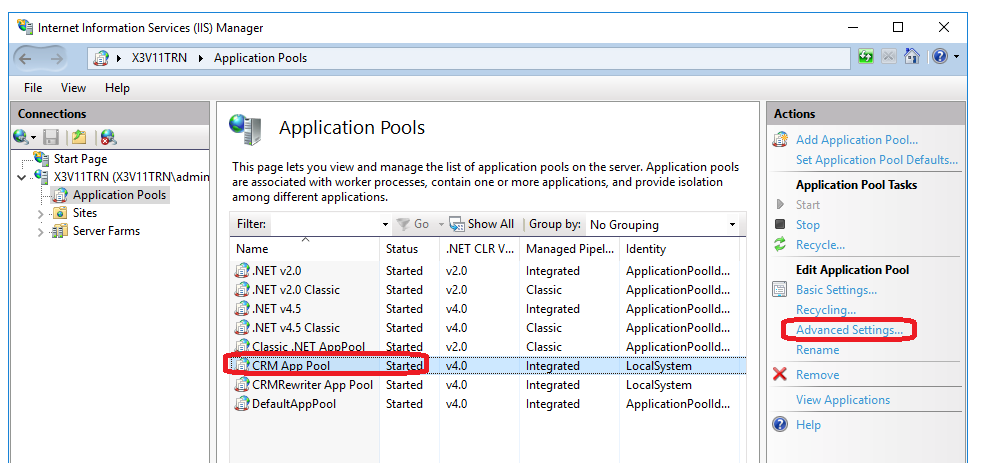 Internet Information Services (IIS) Manager
X3V11TRN
Application Pools
File View Help
Connections
Start Page
X3V11TRN (X3V11TRN\admin
Application Pools
Sites
Server Farms
Application Pools
This page lets you view and manage the list of application pools on the server. Application pools
are associated with worker processes, contain one or more applications, and provide isolation
among different applications.
Filter: Go Show All Group by: No Grouping
Name Status .NET CLR V... Managed Pipel... Identity
.NET v2.0 Started v2.0 Integrated ApplicationPoolId...
.NET v2.0 Classic Started v2.0 Classic ApplicationPoolId...
.NET v4.5 Started v4.0 Integrated ApplicationPoolId...
.NET v4.5 Classic Started v4.0 Classic ApplicationPoolId...
Classic .NET AppPool Started v2.0 Classic ApplicationPoolId...
CRM App Pool Started v4.0 Integrated LocalSystem
CRMRewriter App Pool Started v4.0 Integrated LocalSystem
DefaultAppPool Started v4.0 Integrated ApplicationPoolId...
Actions
Add Application Pool...
Set Application Pool Defaults...
Application Pool Tasks
Start
Stop
Recycle...
Edit Application Pool
Basic Settings...
Recycling...
Advanced Settings...
Rename
Remove
View Applications
Help